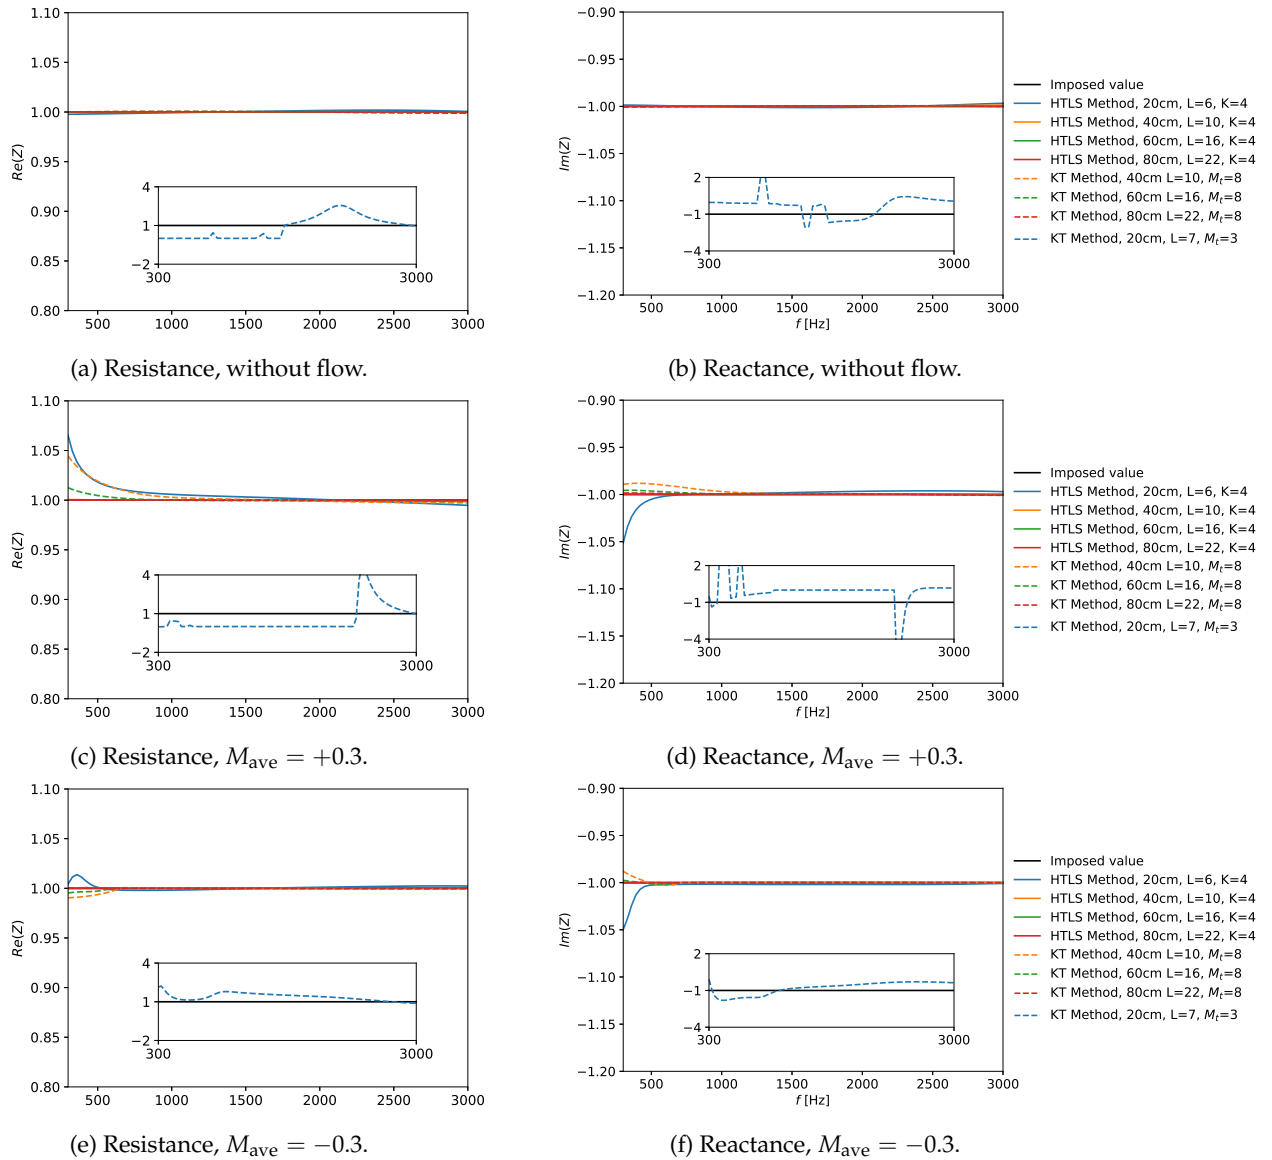 1.10
1.05
1.00
0.95
0.90
0.85
0.80
Re(Z)
4
1
−2
300
3000
500
1000
1500
2000
2500
3000
(a) Resistance, without flow.
−0.90
−0.95
−1.00
−1.05
−1.10
−1.15
−1.20
Im(Z)
2
−1
−4
300
3000
500
1000
1500
2000
2500
3000
f [Hz]
(b) Reactance, without flow.
Imposed value
HTLS Method, 20cm, L=6, K=4
HTLS Method, 40cm, L=10, K=4
HTLS Method, 60cm, L=16, K=4
HTLS Method, 80cm, L=22, K=4
KT Method, 40cm L=10, Mt=8
KT Method, 60cm L=16, Mt=8
KT Method, 80cm L=22, Mt=8
KT Method, 20cm, L=7, Mt=3
1.10
1.05
1.00
0.95
0.90
0.85
0.80
Re(Z)
4
1
−2
300
3000
500
1000
1500
2000
2500
3000
(c) Resistance, Mave = +0.3.
−0.90
−0.95
−1.00
−1.05
−1.10
−1.15
−1.20
Im(Z)
2
−1
−4
300
3000
500
1000
1500
2000
2500
3000
f [Hz]
(d) Reactance, Mave = +0.3.
Imposed value
HTLS Method, 20cm, L=6, K=4
HTLS Method, 40cm, L=10, K=4
HTLS Method, 60cm, L=16, K=4
HTLS Method, 80cm, L=22, K=4
KT Method, 40cm L=10, Mt=8
KT Method, 60cm L=16, Mt=8
KT Method, 80cm L=22, Mt=8
KT Method, 20cm, L=7, Mt=3
1.10
1.05
1.00
0.95
0.90
0.85
0.80
Re(Z)
4
1
−2
300
3000
500
1000
1500
2000
2500
3000
(e) Resistance, Mave = −0.3.
−0.90
−0.95
−1.00
−1.05
−1.10
−1.15
−1.20
Im(Z)
2
−1
−4
300
3000
500
1000
1500
2000
2500
3000
f [Hz]
(f) Reactance, Mave = −0.3.
Imposed value
HTLS Method, 20cm, L=6, K=4
HTLS Method, 40cm, L=10, K=4
HTLS Method, 60cm, L=16, K=4
HTLS Method, 80cm, L=22, K=4
KT Method, 40cm L=10, Mt=8
KT Method, 60cm L=16, Mt=8
KT Method, 80cm L=22, Mt=8
KT Method, 20cm, L=7, Mt=3